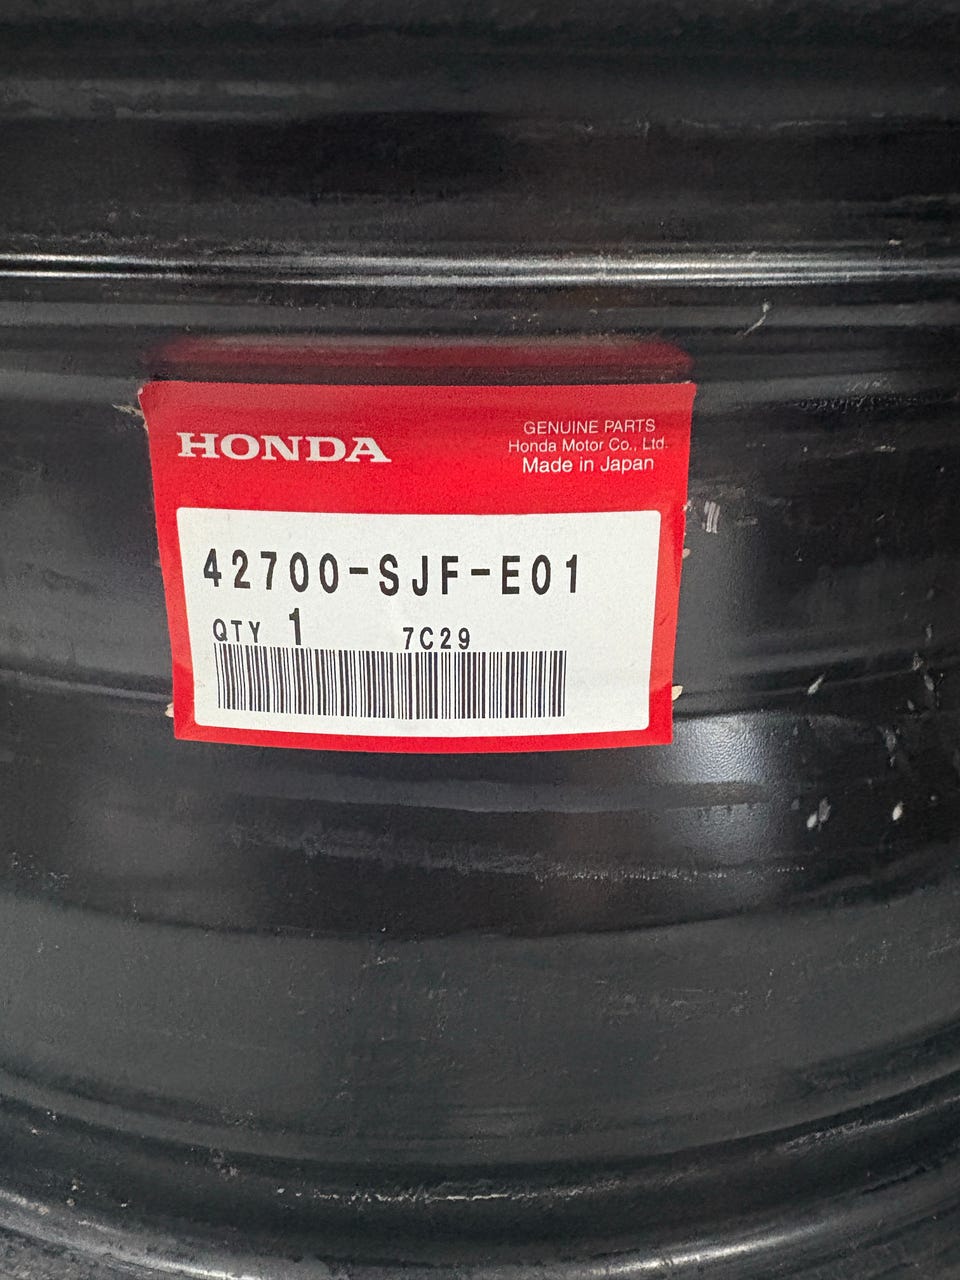 HONDA
GENUINE PARTS
Honda Motor Co., Ltd.
Made in Japan
42700-SJF-E01
QTY 1 7C29